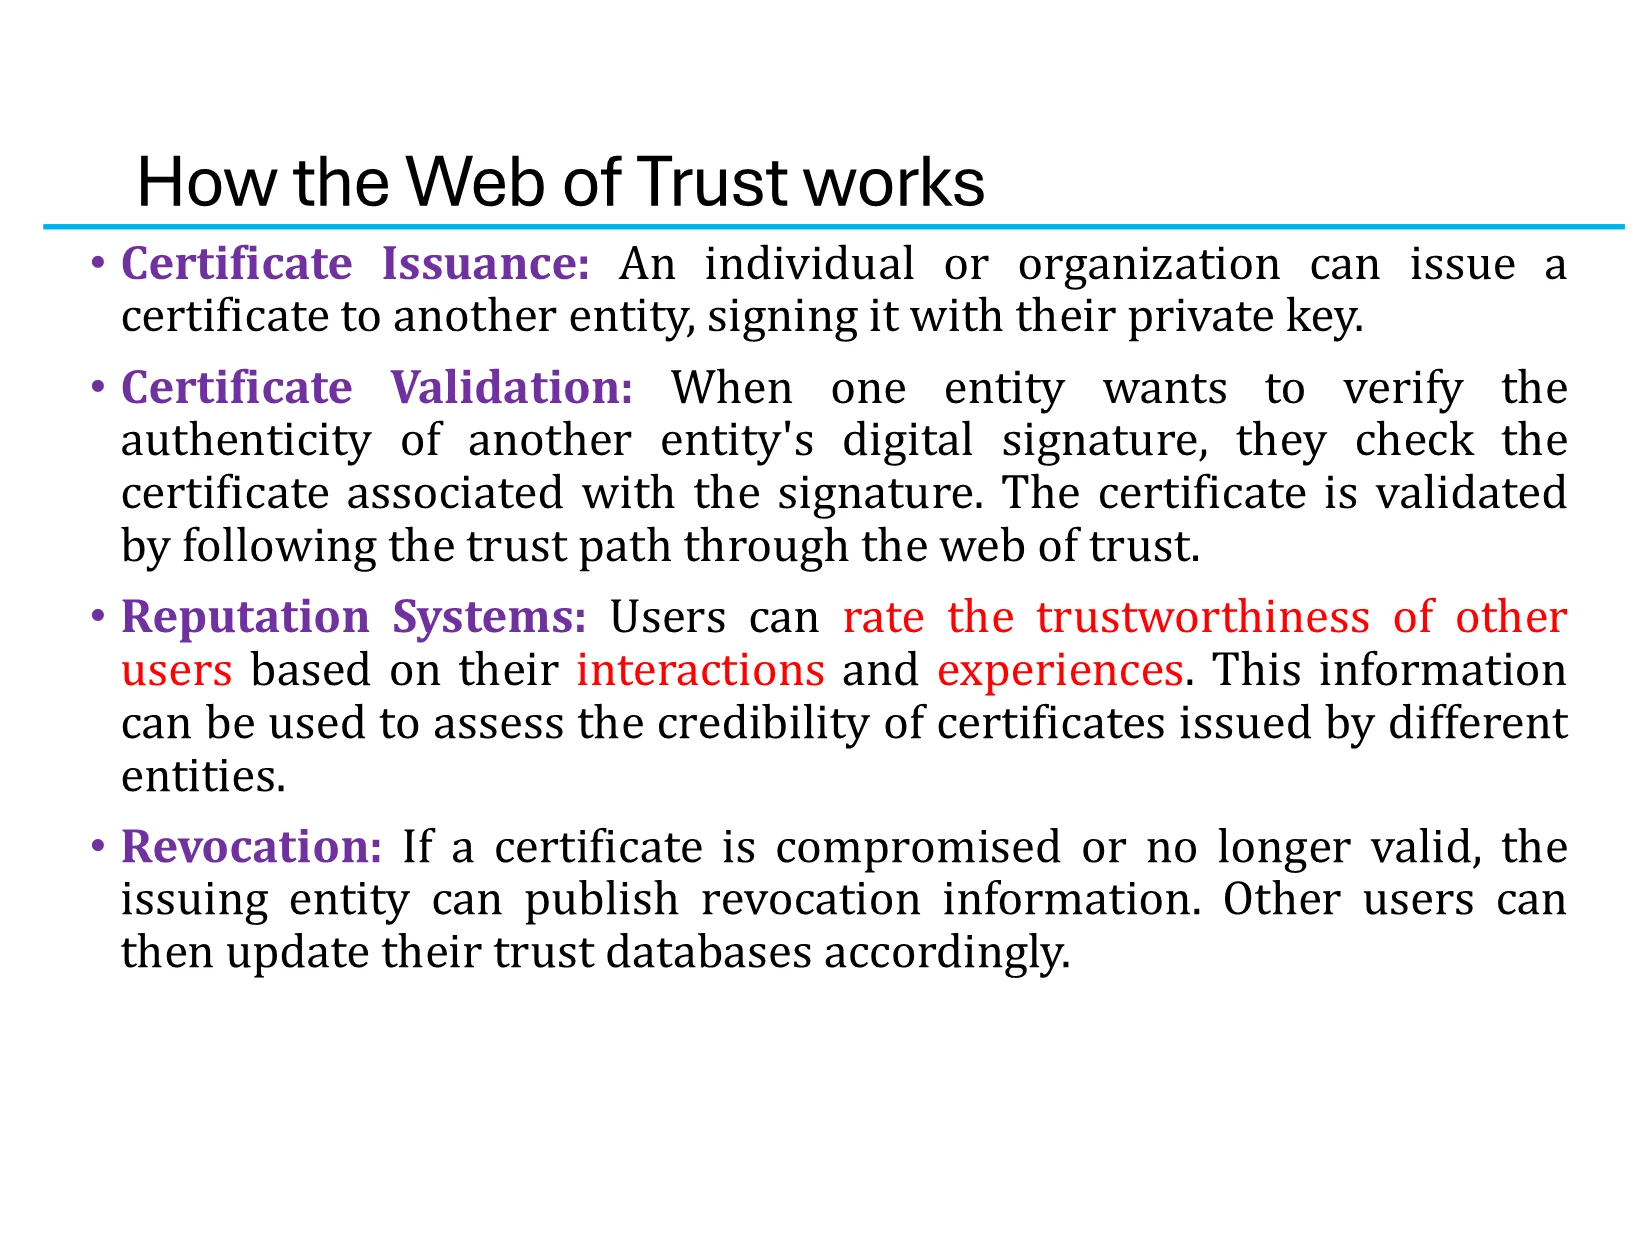 How the Web of Trust works
• Certificate Issuance: An individual or organization can issue a
certificate to another entity, signing it with their private key.
• Certificate Validation: When one entity wants to verify the
authenticity of another entity's digital signature, they check the
certificate associated with the signature. The certificate is validated
by following the trust path through the web of trust.
• Reputation Systems: Users can rate the trustworthiness of other
users based on their interactions and experiences. This information
can be used to assess the credibility of certificates issued by different
entities.
• Revocation: If a certificate is compromised or no longer valid, the
issuing entity can publish revocation information. Other users can
then update their trust databases accordingly.